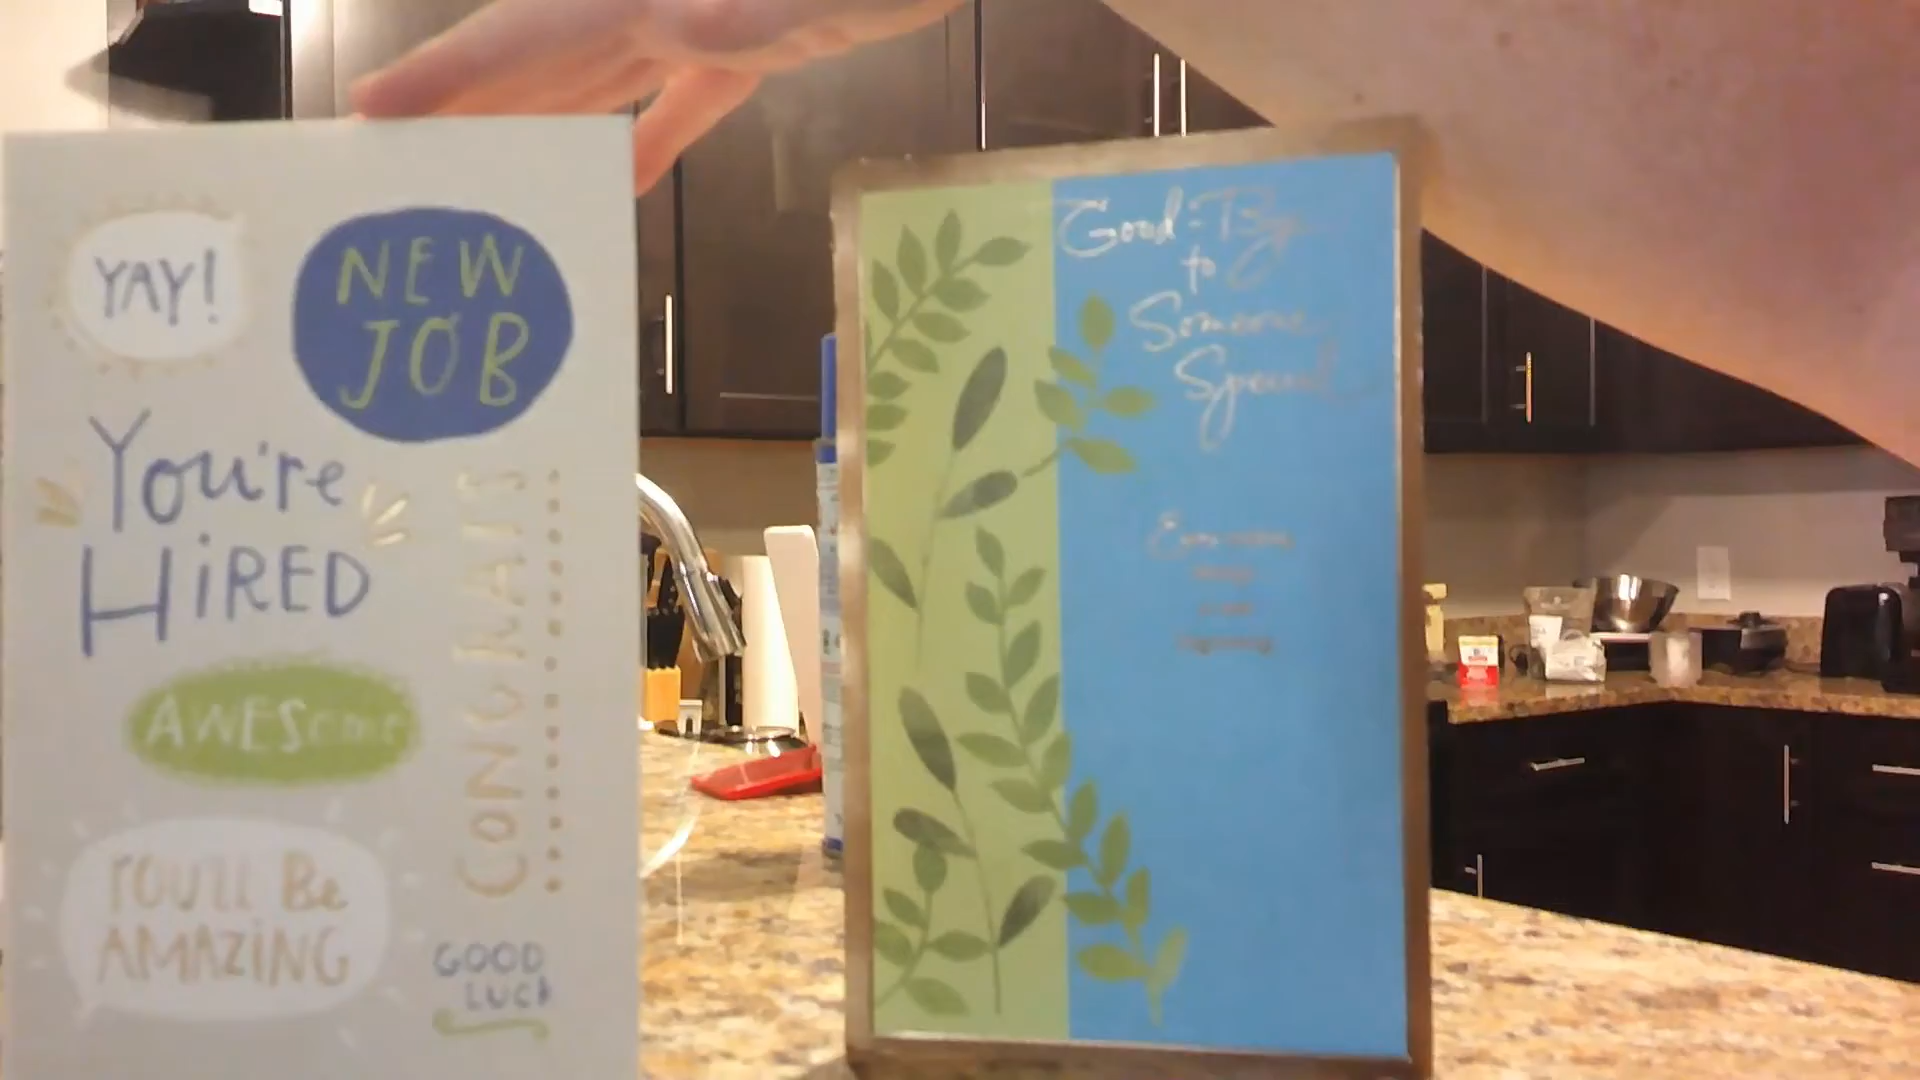 YAY!
NEW
JOB
You're
HiRED
CONGRATS
AWESome
YOU'LL Be
AMAZiNG
GOOD
LUCK
Good-Bye
to
Someone
Special